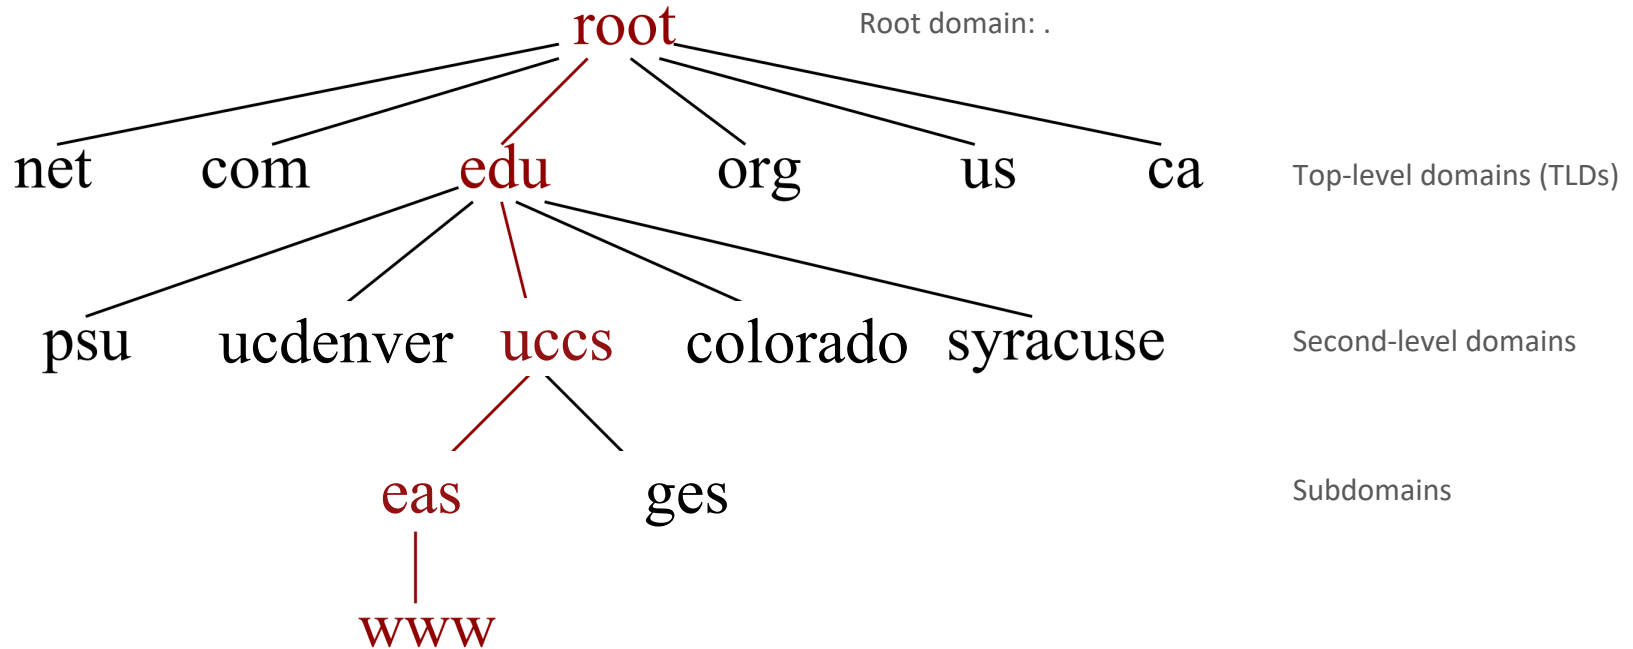 root Root domain: .
net com edu org us ca Top-level domains (TLDs)
psu ucdenver uccs colorado syracuse Second-level domains
eas ges Subdomains
www